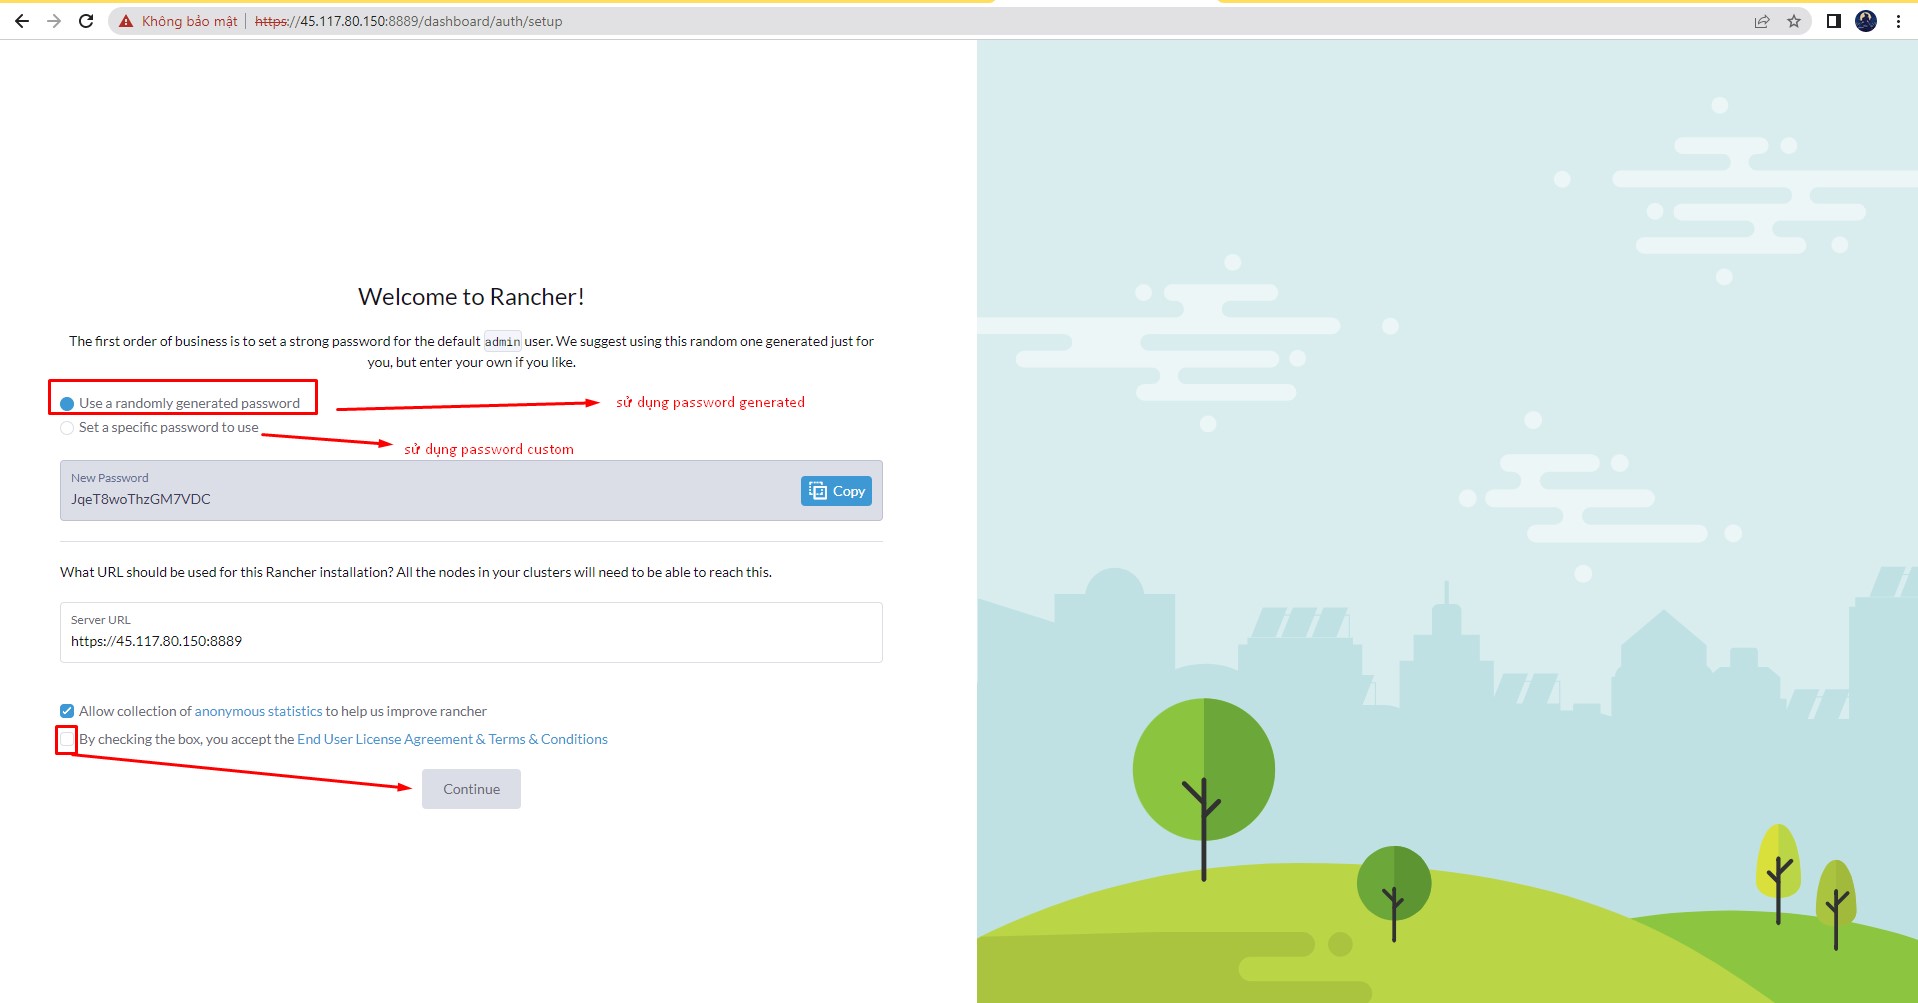 Không bảo mật https://45.117.80.150:8889/dashboard/auth/setup
Welcome to Rancher!
The first order of business is to set a strong password for the default admin user. We suggest using this random one generated just for
you, but enter your own if you like.
Use a randomly generated password
sử dụng password generated
Set a specific password to use
sử dụng password custom
New Password
JqeT8woThzGM7VDC
Copy
What URL should be used for this Rancher installation? All the nodes in your clusters will need to be able to reach this.
Server URL
https://45.117.80.150:8889
Allow collection of anonymous statistics to help us improve rancher
By checking the box, you accept the End User License Agreement & Terms & Conditions
Continue